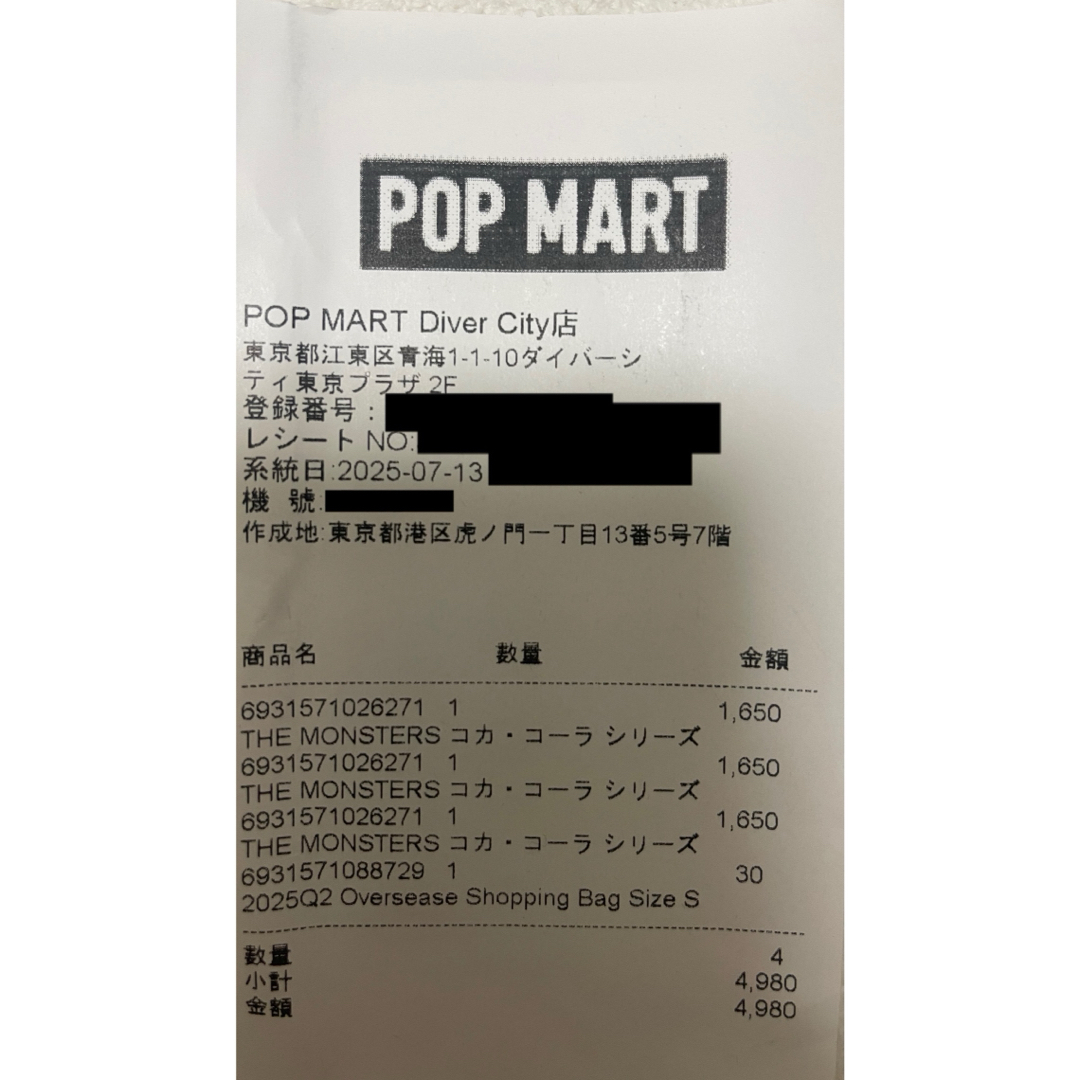 POP MART
POP MART Diver City店
東京都江東区青海1-1-10ダイバーシ
ティ東京プラザ 2F
登録番号：
レシート NO:
系統日:2025-07-13
機 號:
作成地:東京都港区虎ノ門一丁目13番5号7階
商品名 数量 金額
6931571026271 1 1,650
THE MONSTERS コカ・コーラ シリーズ
6931571026271 1 1,650
THE MONSTERS コカ・コーラ シリーズ
6931571026271 1 1,650
THE MONSTERS コカ・コーラ シリーズ
6931571088729 1 30
2025Q2 Oversease Shopping Bag Size S
数量 4
小計 4,980
金額 4,980